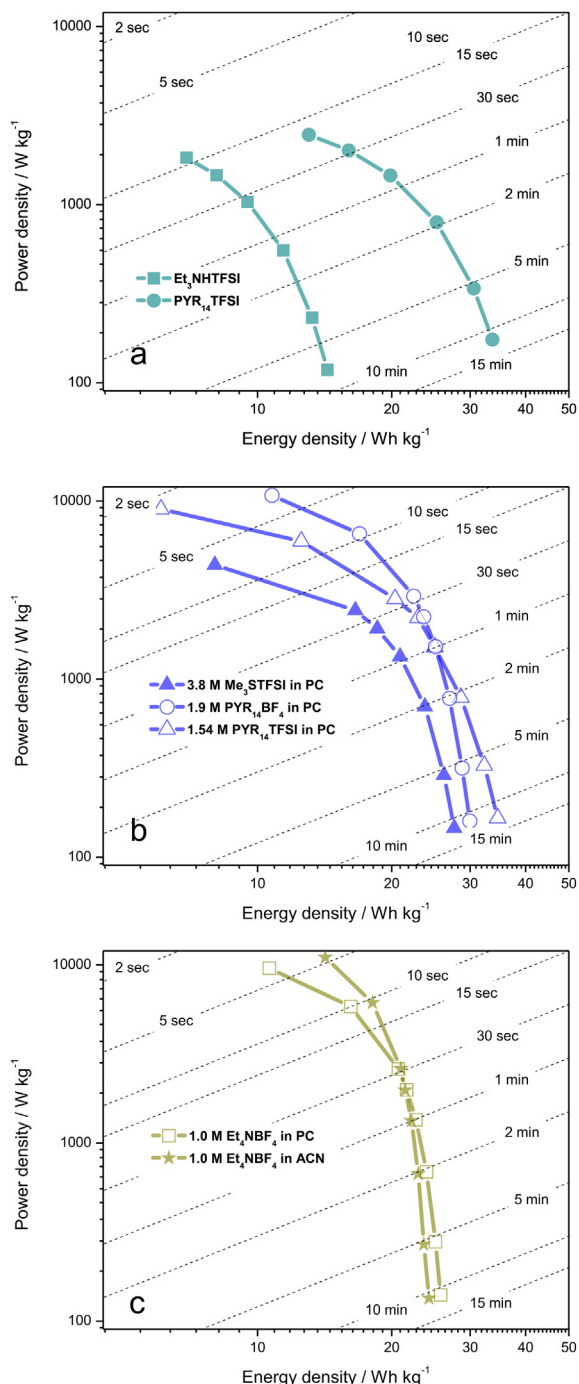 2 sec
10000
10 sec
15 sec
5 sec
30 sec
1 min
1000
2 min
Et₃NHTFSI
5 min
PYR₁₄TFSI
a
10 min
15 min
100
10 20 30 40 50
Energy density / Wh kg⁻¹
Power density / W kg⁻¹
10000
2 sec
10 sec
15 sec
5 sec
30 sec
1 min
1000
3.8 M Me₃STFSI in PC
2 min
1.9 M PYR₁₄BF₄ in PC
1.54 M PYR₁₄TFSI in PC
5 min
b
10 min
15 min
100
10 20 30 40 50
Energy density / Wh kg⁻¹
Power density / W kg⁻¹
10000
2 sec
10 sec
15 sec
5 sec
30 sec
1 min
1000
1.0 M Et₄NBF₄ in PC
2 min
1.0 M Et₄NBF₄ in ACN
5 min
c
10 min
15 min
100
10 20 30 40 50
Energy density / Wh kg⁻¹
Power density / W kg⁻¹